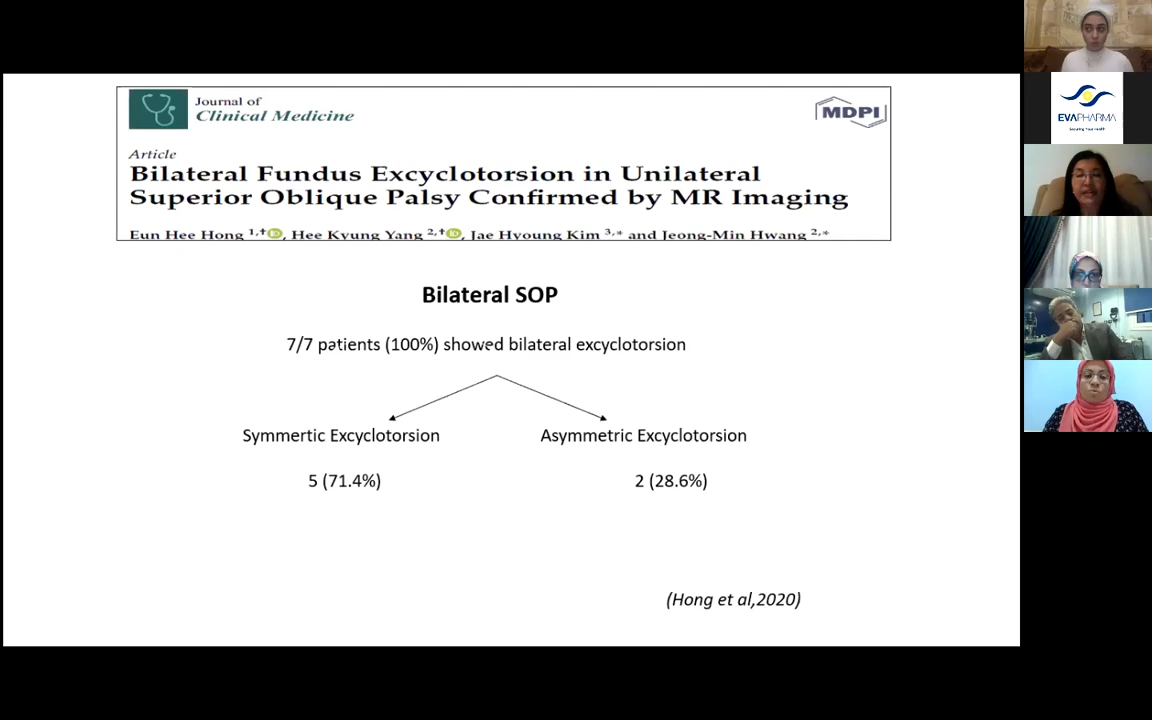 Journal of
Clinical Medicine
MDPI
Article
Bilateral Fundus Excyclotorsion in Unilateral
Superior Oblique Palsy Confirmed by MR Imaging
Eun Hee Hong 1,†, Hee Kyung Yang 2,†, Jae Hyoung Kim 3,* and Jeong-Min Hwang 2,*
Bilateral SOP
7/7 patients (100%) showed bilateral excyclotorsion
Symmertic Excyclotorsion
Asymmetric Excyclotorsion
5 (71.4%)
2 (28.6%)
(Hong et al,2020)
EVAPHARMA
Securing Your Health